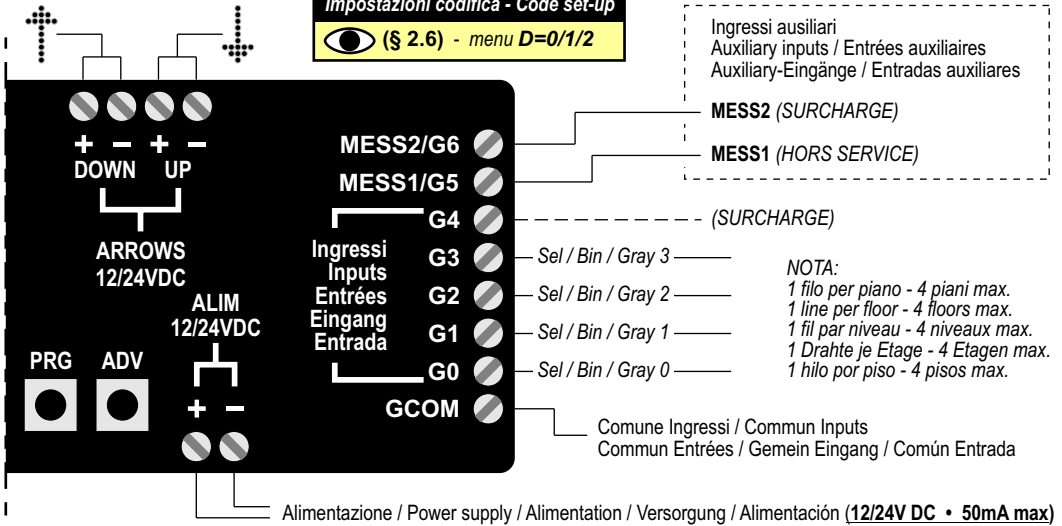 Impostazioni codifica - Code set-up
(§ 2.6) - menu D=0/1/2
Ingressi ausiliari
Auxiliary inputs / Entrées auxiliaires
Auxiliary-Eingänge / Entradas auxiliares
MESS2 (SURCHARGE)
MESS1 (HORS SERVICE)
+ − + −
DOWN UP
ARROWS
12/24VDC
ALIM
12/24VDC
PRG ADV
+ −
MESS2/G6
MESS1/G5
G4
G3
G2
G1
G0
GCOM
Ingressi
Inputs
Entrées
Eingang
Entrada
(SURCHARGE)
Sel / Bin / Gray 3
Sel / Bin / Gray 2
Sel / Bin / Gray 1
Sel / Bin / Gray 0
NOTA:
1 filo per piano - 4 piani max.
1 line per floor - 4 floors max.
1 fil par niveau - 4 niveaux max.
1 Drahte je Etage - 4 Etagen max.
1 hilo por piso - 4 pisos max.
Comune Ingressi / Commun Inputs
Commun Entrées / Gemein Eingang / Común Entrada
Alimentazione / Power supply / Alimentation / Versorgung / Alimentación (12/24V DC • 50mA max)